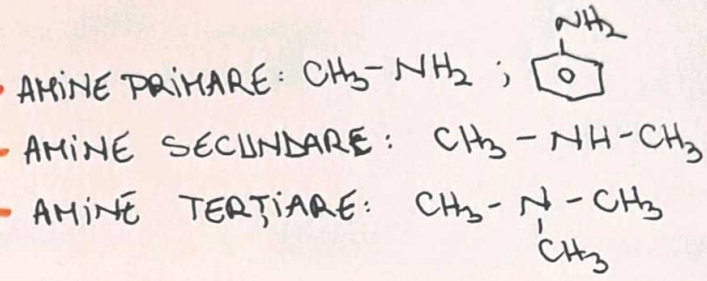 NH₂
- AMINE PRIMARE: CH₃-NH₂ ;
- AMINE SECUNDARE: CH₃-NH-CH₃
- AMINE TERȚIARE: CH₃-N-CH₃
CH₃